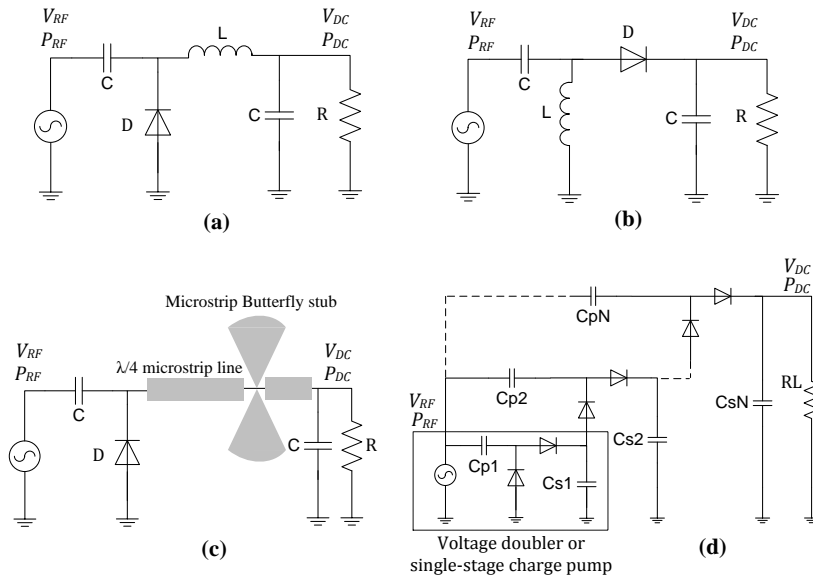 V_RF
P_RF
C
L
V_DC
P_DC
D
C
R
(a)
V_RF
P_RF
C
D
V_DC
P_DC
L
C
R
(b)
Microstrip Butterfly stub
λ/4 microstrip line
V_RF
P_RF
C
V_DC
P_DC
D
C
R
(c)
V_DC
P_DC
CpN
RL
CsN
Cp2
V_RF
P_RF
Cs2
Cp1
Cs1
(d)
Voltage doubler or
single-stage charge pump